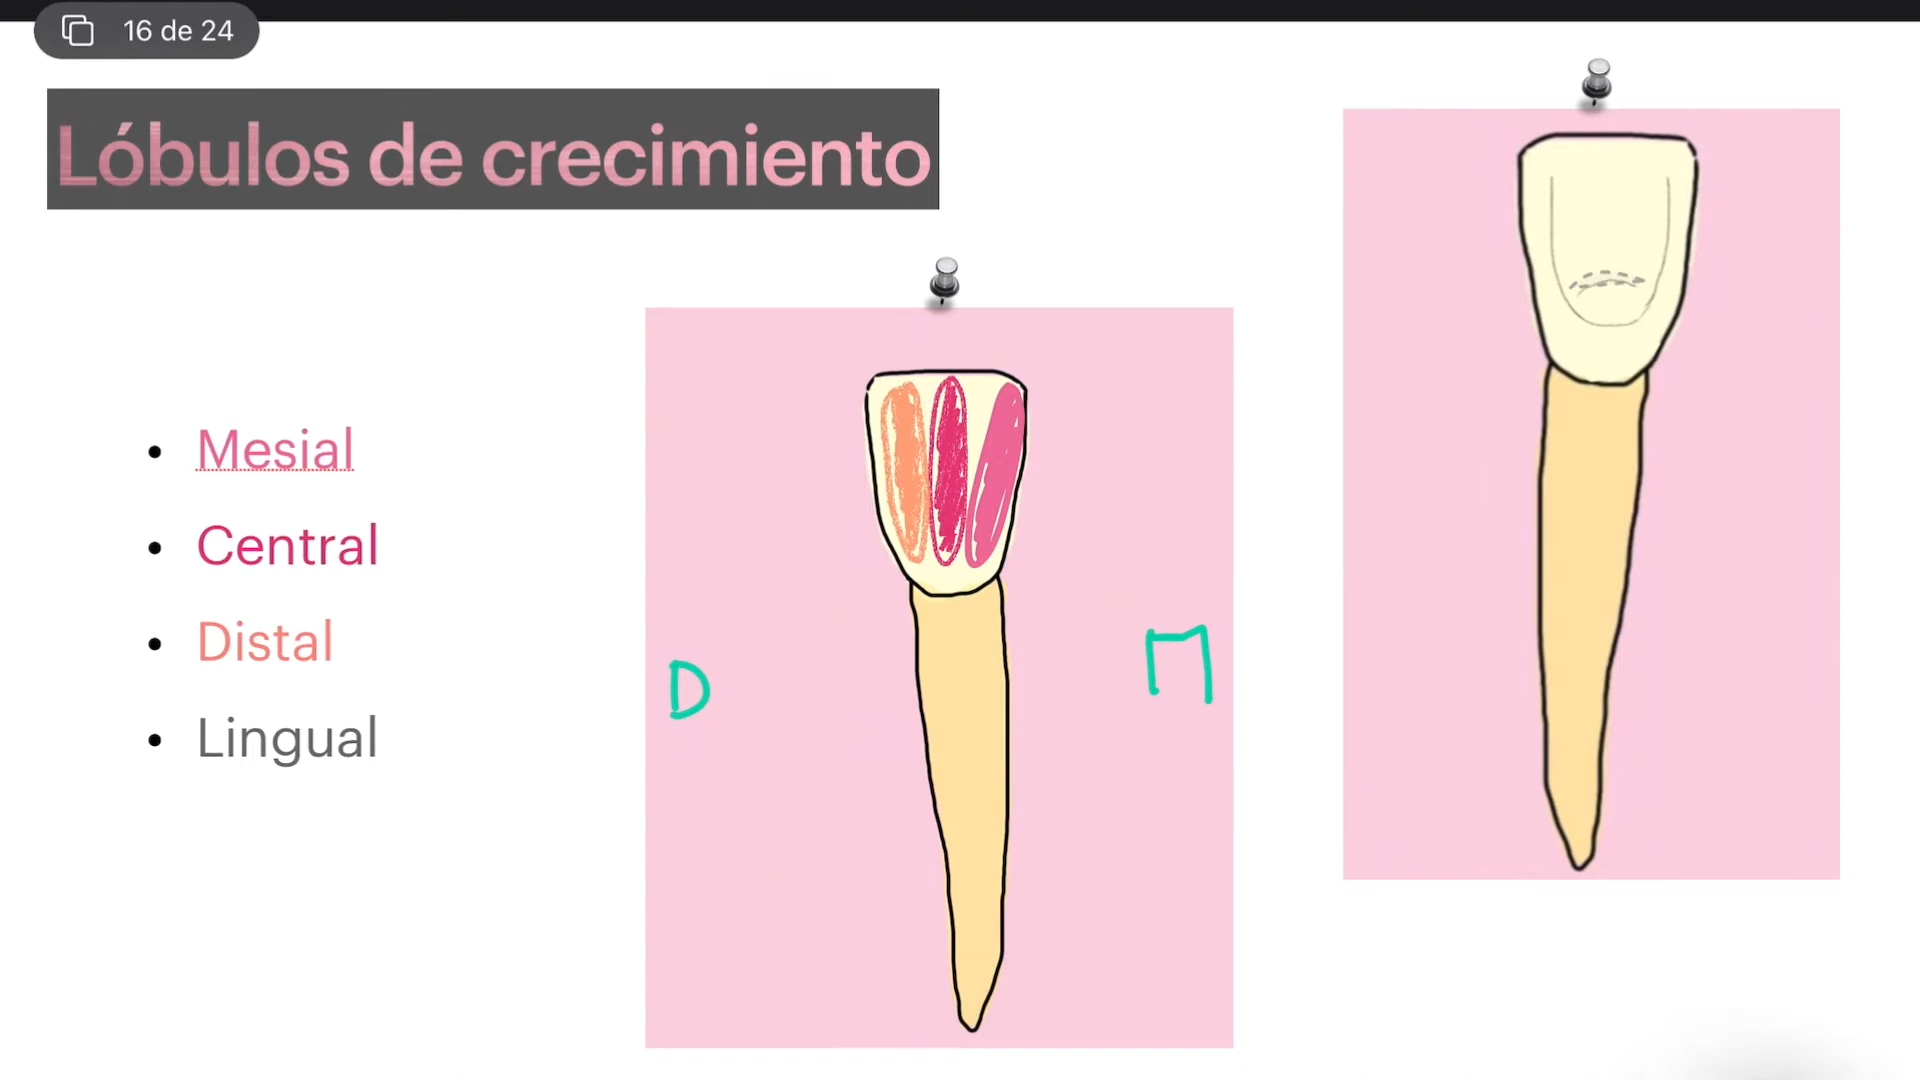 16 de 24
Lóbulos de crecimiento
• Mesial
• Central
• Distal
• Lingual
D
M